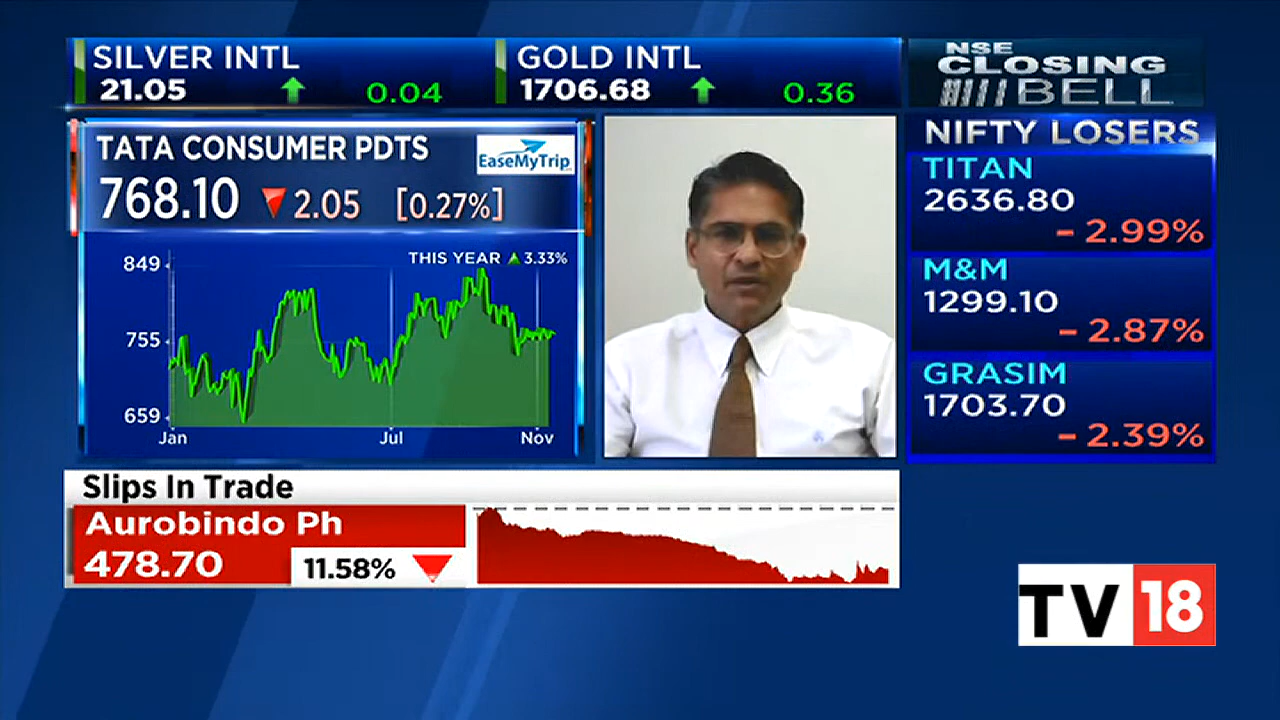 SILVER INTL
21.05 0.04
GOLD INTL
1706.68 0.36
NSE
CLOSING
BELL
TATA CONSUMER PDTS
768.10 2.05 [0.27%]
EaseMyTrip
THIS YEAR 3.33%
849
755
659
Jan Jul Nov
NIFTY LOSERS
TITAN
2636.80
- 2.99%
M&M
1299.10
- 2.87%
GRASIM
1703.70
- 2.39%
Slips In Trade
Aurobindo Ph
478.70 11.58%
TV 18